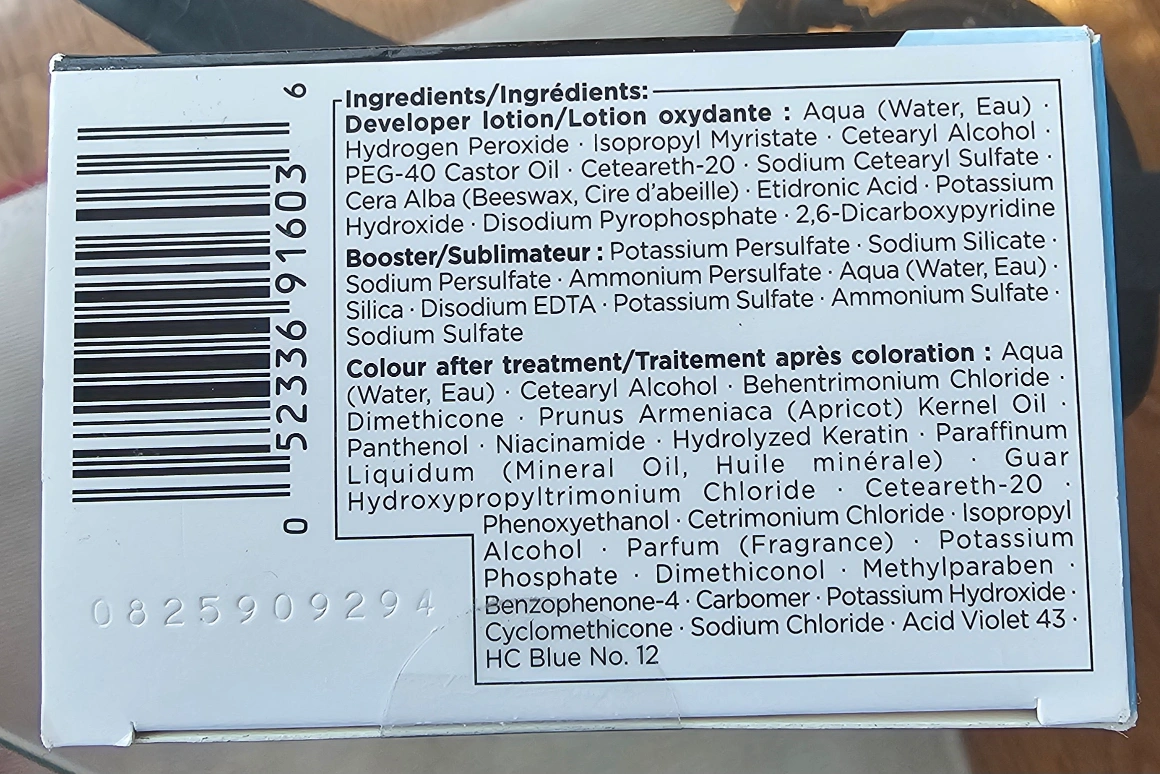 Ingredients/Ingrédients:
Developer lotion/Lotion oxydante : Aqua (Water, Eau) ·
Hydrogen Peroxide · Isopropyl Myristate · Cetearyl Alcohol ·
PEG-40 Castor Oil · Ceteareth-20 · Sodium Cetearyl Sulfate ·
Cera Alba (Beeswax, Cire d'abeille) · Etidronic Acid · Potassium
Hydroxide · Disodium Pyrophosphate · 2,6-Dicarboxypyridine
Booster/Sublimateur : Potassium Persulfate · Sodium Silicate ·
Sodium Persulfate · Ammonium Persulfate · Aqua (Water, Eau) ·
Silica · Disodium EDTA · Potassium Sulfate · Ammonium Sulfate ·
Sodium Sulfate
Colour after treatment/Traitement après coloration : Aqua
(Water, Eau) · Cetearyl Alcohol · Behentrimonium Chloride ·
Dimethicone · Prunus Armeniaca (Apricot) Kernel Oil ·
Panthenol · Niacinamide · Hydrolyzed Keratin · Paraffinum
Liquidum (Mineral Oil, Huile minérale) · Guar
Hydroxypropyltrimonium Chloride · Ceteareth-20 ·
Phenoxyethanol · Cetrimonium Chloride · Isopropyl
Alcohol · Parfum (Fragrance) · Potassium
Phosphate · Dimethiconol · Methylparaben ·
Benzophenone-4 · Carbomer · Potassium Hydroxide ·
Cyclomethicone · Sodium Chloride · Acid Violet 43 ·
HC Blue No. 12
0 52336 91603 6
0825909294